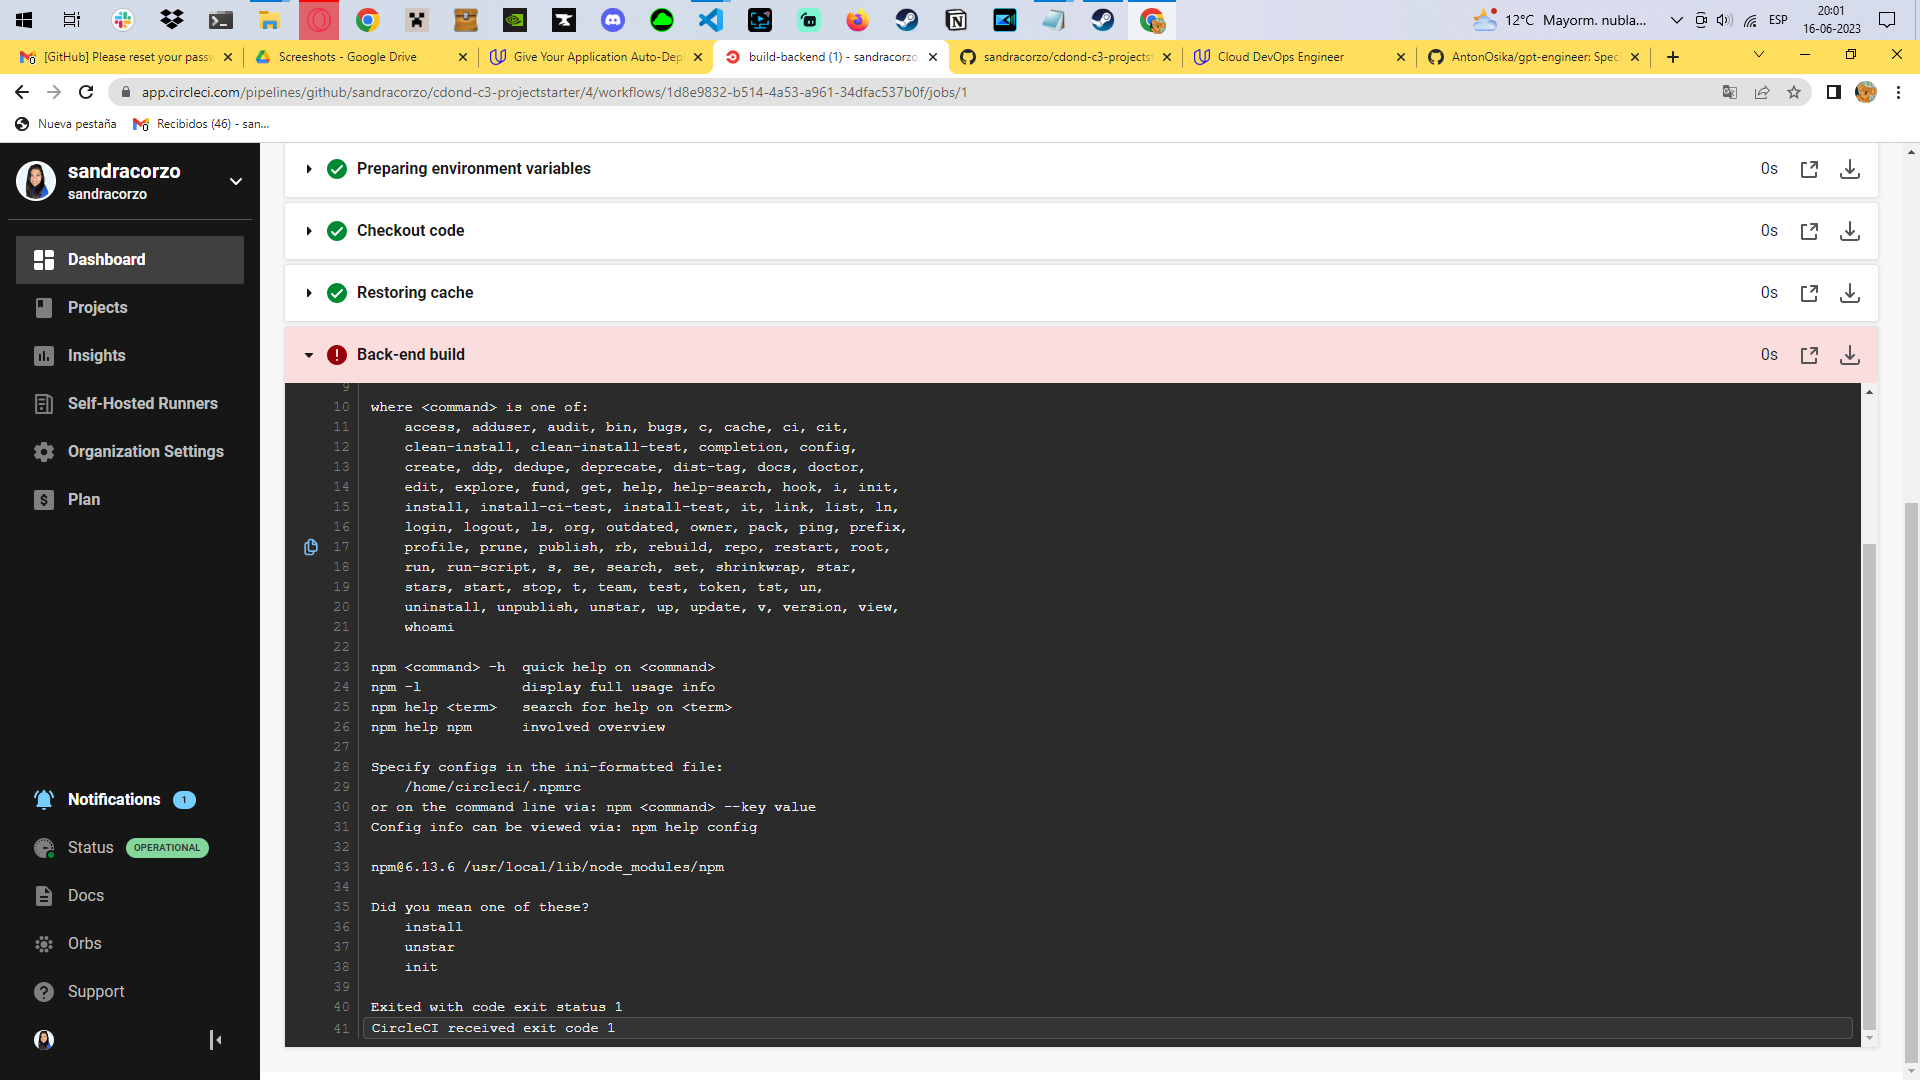 12°C Mayorm. nubla...
ESP
20:01
16-06-2023
[GitHub] Please reset your passw
Screeshots - Google Drive
Give Your Application Auto-Depl
build-backend (1) - sandracorzo
sandracorzo/cdond-c3-projectst
Cloud DevOps Engineer
AntonOsika/gpt-engineer: Speci
app.circleci.com/pipelines/github/sandracorzo/cdond-c3-projectstarter/4/workflows/1d8e9832-b514-4a53-a961-34dfac537b0f/jobs/1
Nueva pestaña
Recibidos (46) - san...
sandracorzo
sandracorzo
Dashboard
Projects
Insights
Self-Hosted Runners
Organization Settings
Plan
Notifications 1
Status OPERATIONAL
Docs
Orbs
Support
Preparing environment variables 0s
Checkout code 0s
Restoring cache 0s
Back-end build 0s
9
10 where <command> is one of:
11 access, adduser, audit, bin, bugs, c, cache, ci, cit,
12 clean-install, clean-install-test, completion, config,
13 create, ddp, dedupe, deprecate, dist-tag, docs, doctor,
14 edit, explore, fund, get, help, help-search, hook, i, init,
15 install, install-ci-test, install-test, it, link, list, ln,
16 login, logout, ls, org, outdated, owner, pack, ping, prefix,
17 profile, prune, publish, rb, rebuild, repo, restart, root,
18 run, run-script, s, se, search, set, shrinkwrap, star,
19 stars, start, stop, t, team, test, token, tst, un,
20 uninstall, unpublish, unstar, up, update, v, version, view,
21 whoami
22
23 npm <command> -h quick help on <command>
24 npm -l display full usage info
25 npm help <term> search for help on <term>
26 npm help npm involved overview
27
28 Specify configs in the ini-formatted file:
29 /home/circleci/.npmrc
30 or on the command line via: npm <command> --key value
31 Config info can be viewed via: npm help config
32
33 npm@6.13.6 /usr/local/lib/node_modules/npm
34
35 Did you mean one of these?
36 install
37 unstar
38 init
39
40 Exited with code exit status 1
41 CircleCI received exit code 1